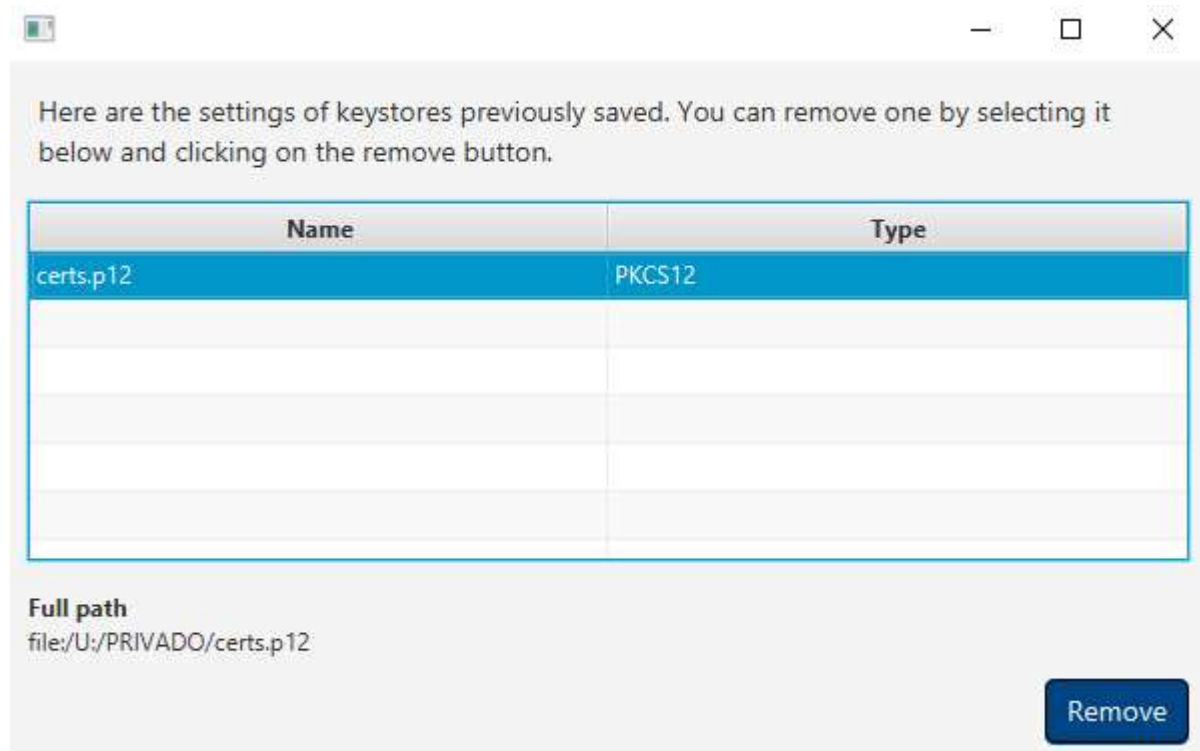 Here are the settings of keystores previously saved. You can remove one by selecting it
below and clicking on the remove button.
Name Type
certs.p12 PKCS12
Full path
file:/U:/PRIVADO/certs.p12
Remove